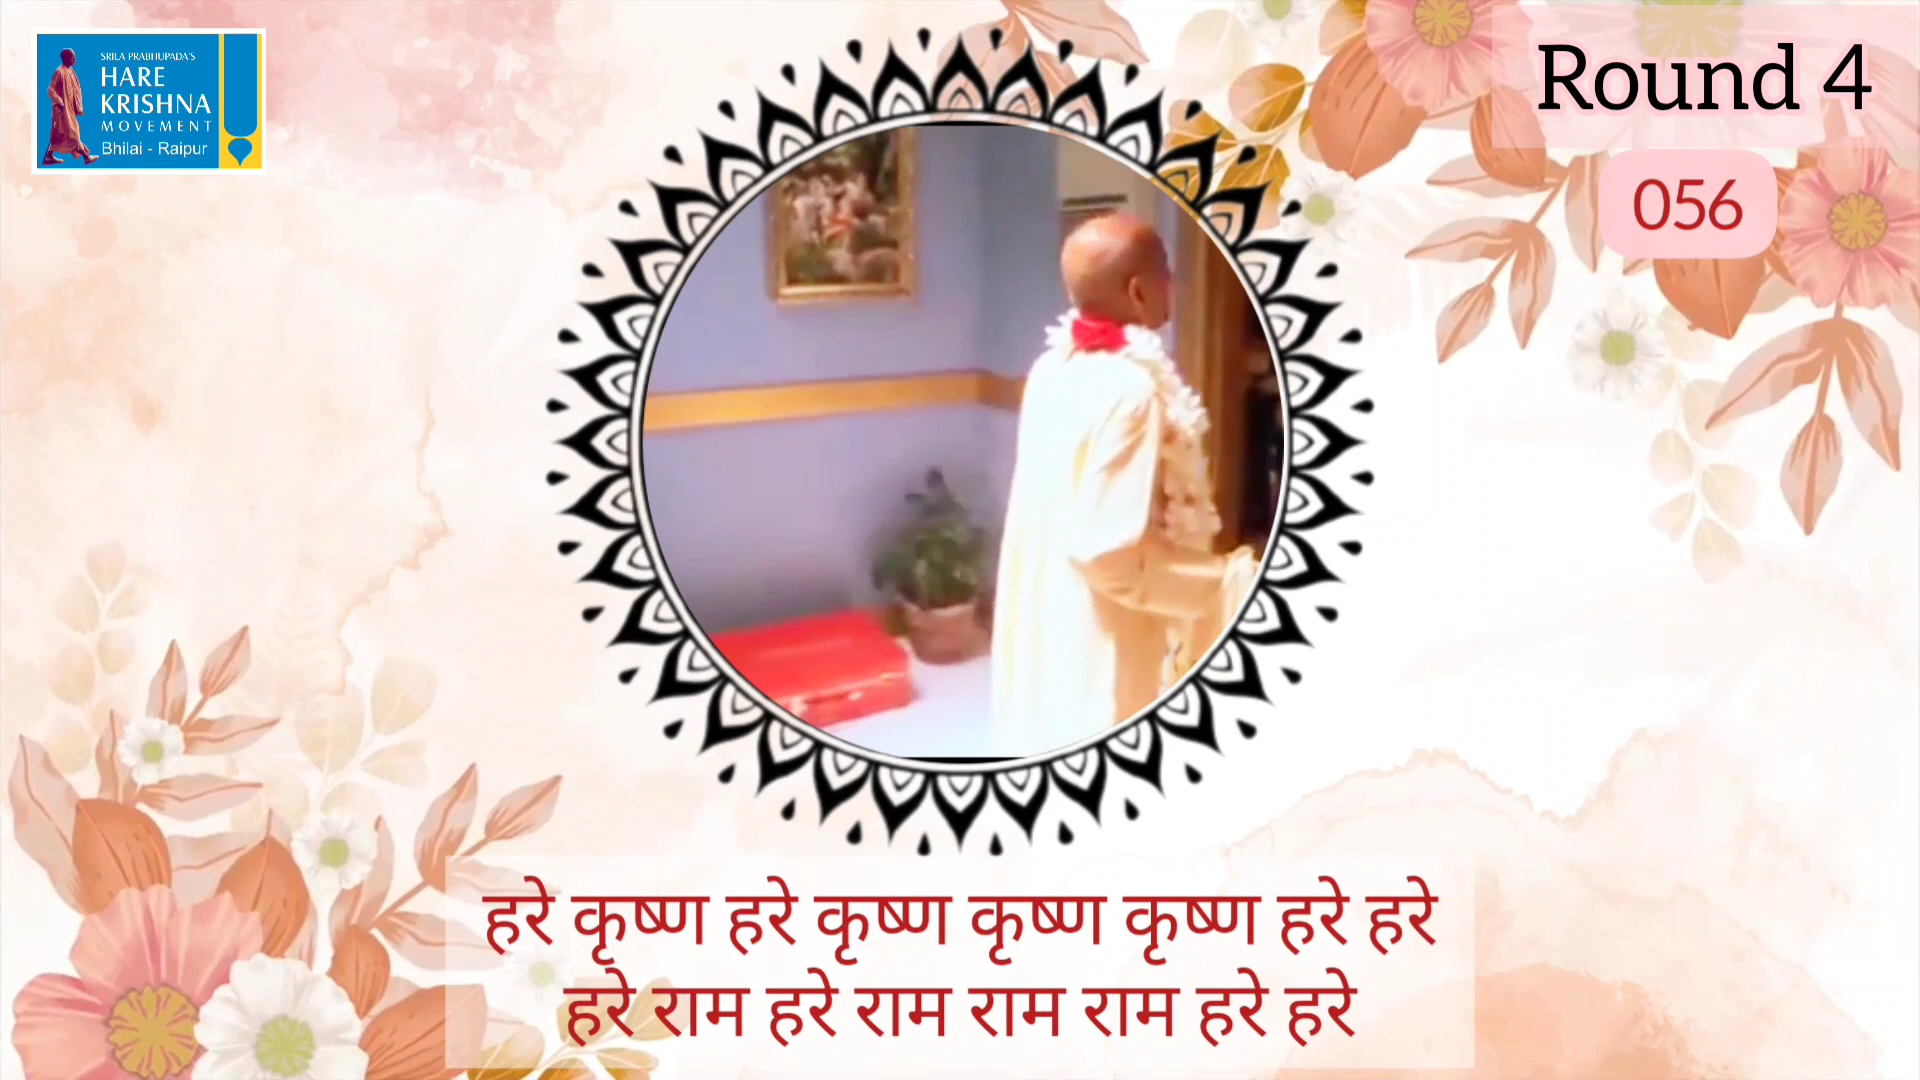 SRILA PRABHUPADA'S
HARE
KRISHNA
MOVEMENT
Bhilai - Raipur
Round 4
056
हरे कृष्ण हरे कृष्ण कृष्ण कृष्ण हरे हरे
हरे राम हरे राम राम राम हरे हरे